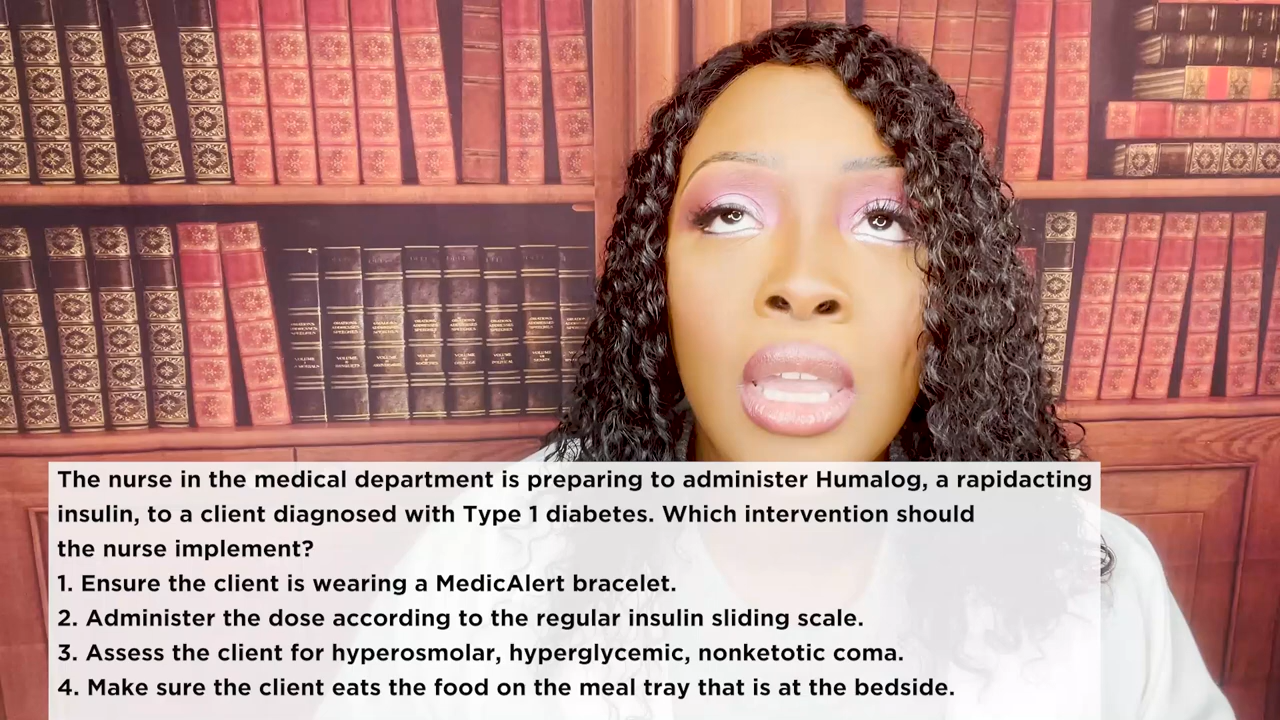 The nurse in the medical department is preparing to administer Humalog, a rapidacting
insulin, to a client diagnosed with Type 1 diabetes. Which intervention should
the nurse implement?
1. Ensure the client is wearing a MedicAlert bracelet.
2. Administer the dose according to the regular insulin sliding scale.
3. Assess the client for hyperosmolar, hyperglycemic, nonketotic coma.
4. Make sure the client eats the food on the meal tray that is at the bedside.